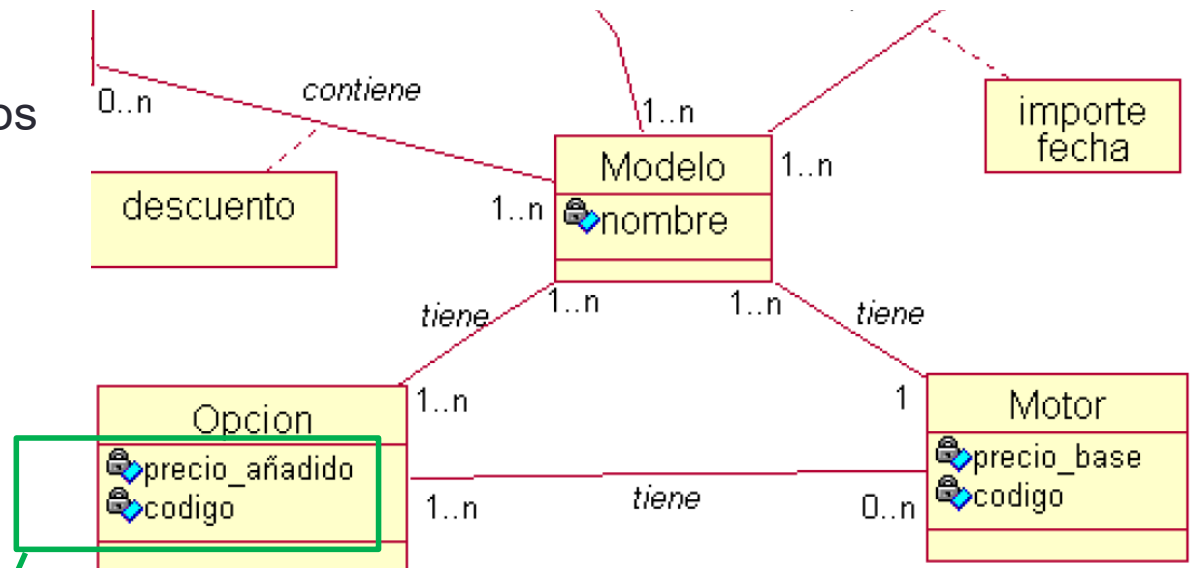 contiene
0..n
os
1..n
importe
fecha
Modelo
1..n
descuento
1..n
nombre
1..n
1..n
tiene
tiene
1..n
1
Opcion
Motor
precio_añadido
codigo
precio_base
codigo
1..n
tiene
0..n